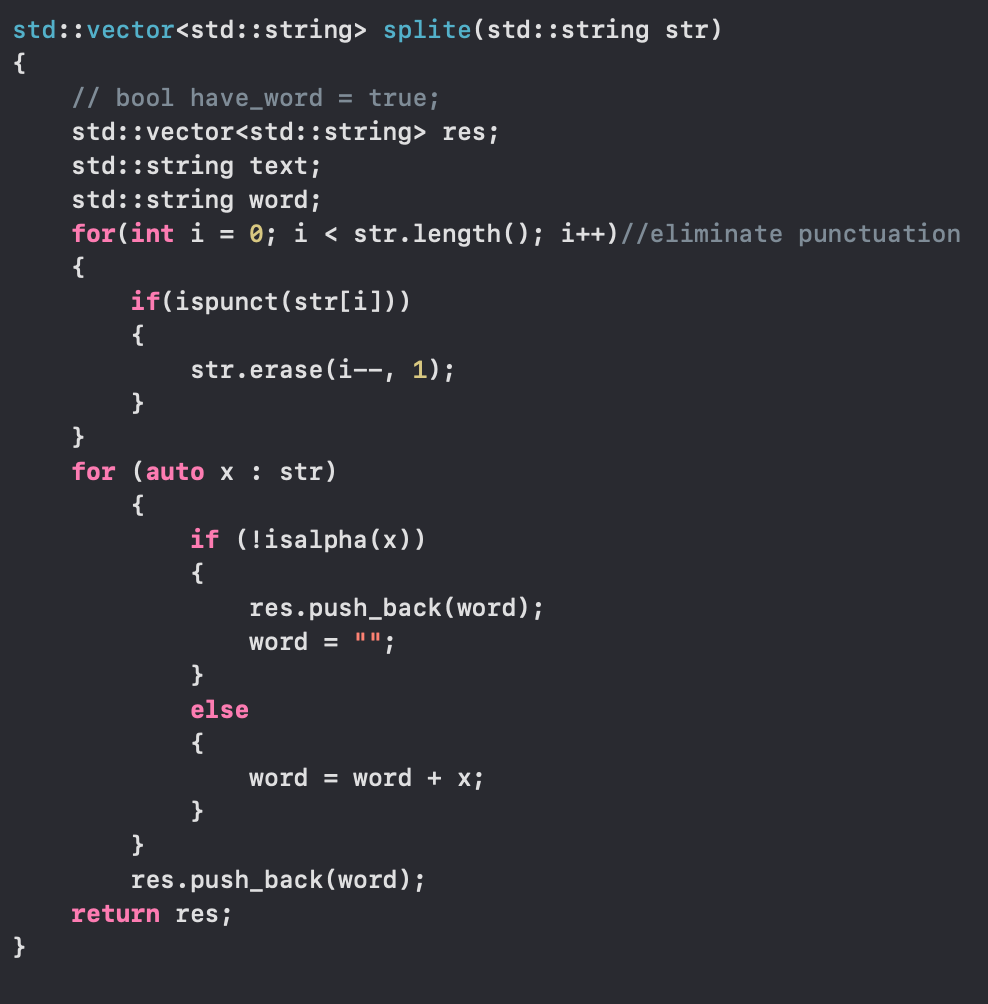 std::vector<std::string> splite(std::string str)
{
    // bool have_word = true;
    std::vector<std::string> res;
    std::string text;
    std::string word;
    for(int i = 0; i < str.length(); i++)//eliminate punctuation
    {
        if(ispunct(str[i]))
        {
            str.erase(i--, 1);
        }
    }
    for (auto x : str)
        {
            if (!isalpha(x))
            {
                res.push_back(word);
                word = "";
            }
            else
            {
                word = word + x;
            }
        }
        res.push_back(word);
    return res;
}